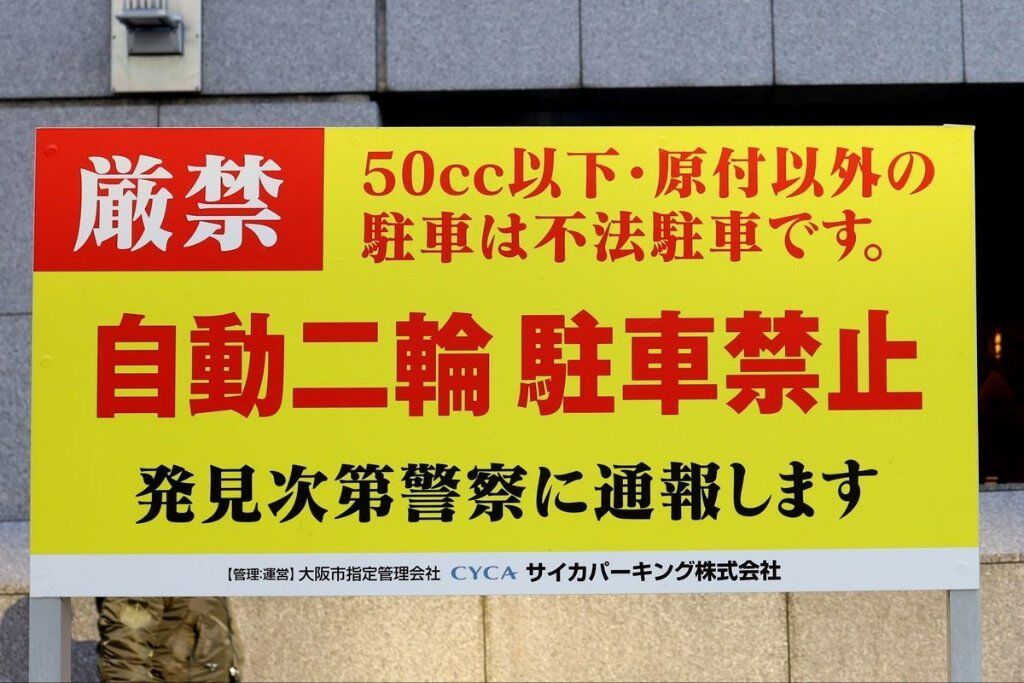 厳禁
50cc以下・原付以外の
駐車は不法駐車です。
自動二輪 駐車禁止
発見次第警察に通報します
【管理:運営】大阪市指定管理会社 CYCA サイカパーキング株式会社